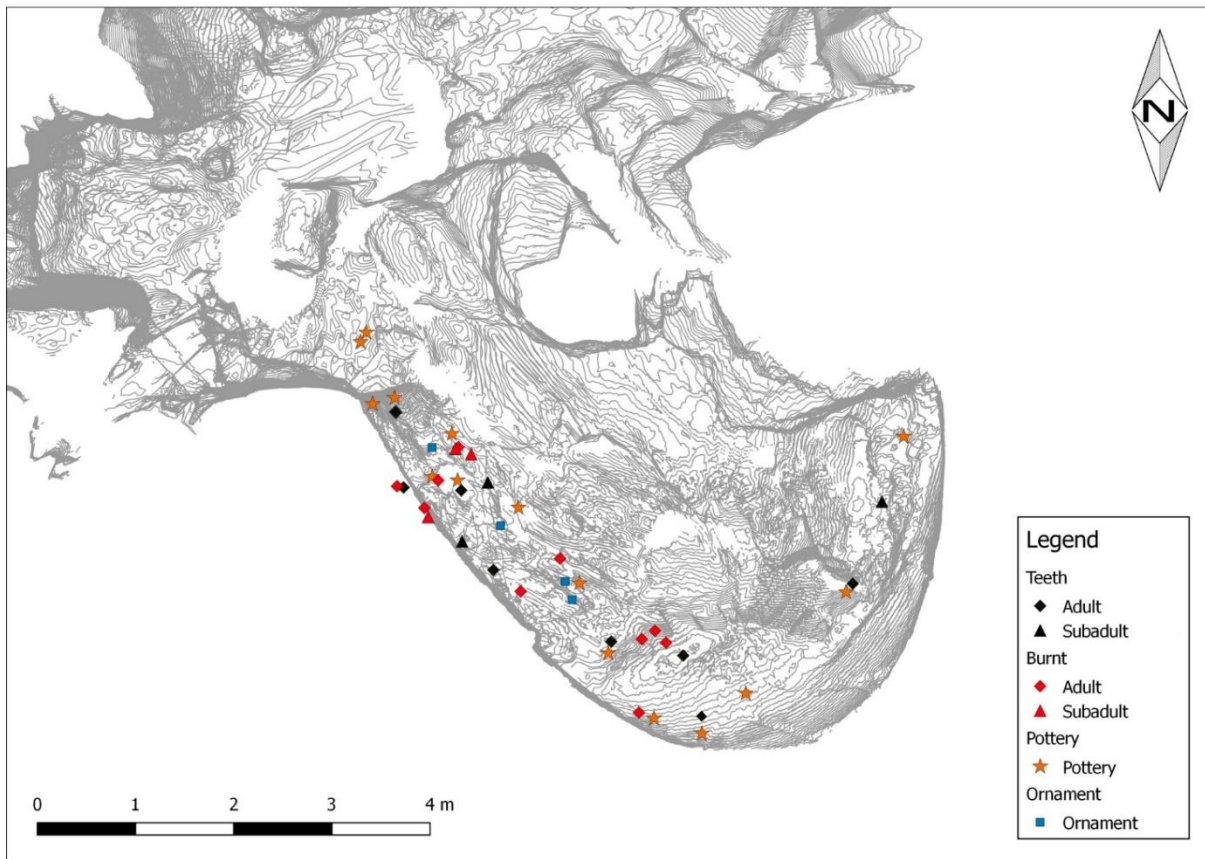 N
Legend
Teeth
Adult
Subadult
Burnt
Adult
Subadult
Pottery
Pottery
Ornament
Ornament
0 1 2 3 4 m